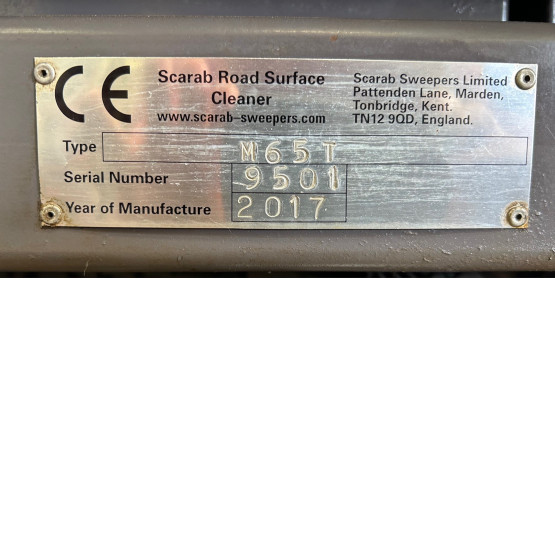 CE
Scarab Road Surface
Cleaner
www.scarab-sweepers.com
Scarab Sweepers Limited
Pattenden Lane, Marden,
Tonbridge, Kent.
TN12 9QD, England.
Type M65T
Serial Number 9501
Year of Manufacture 2017